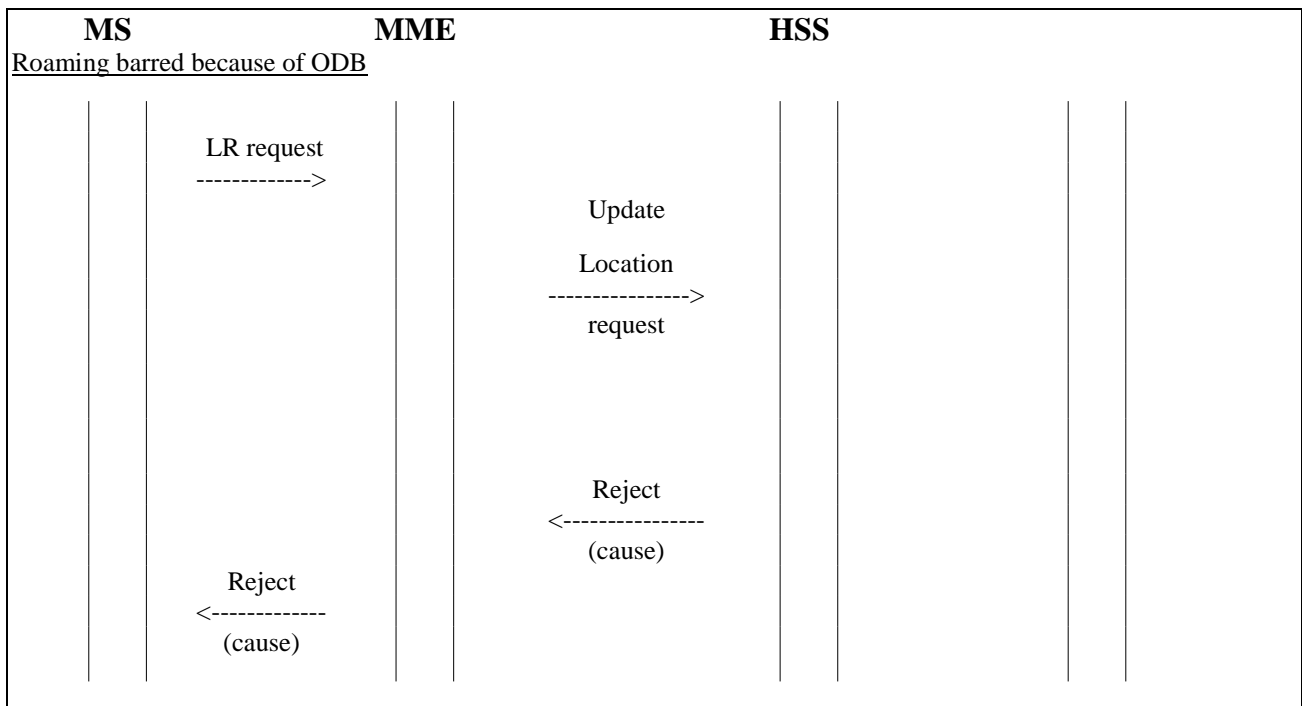 MS MME HSS
Roaming barred because of ODB
LR request
------------->
Update
Location
----------------->
request
Reject
<----------------
(cause)
Reject
<-------------
(cause)